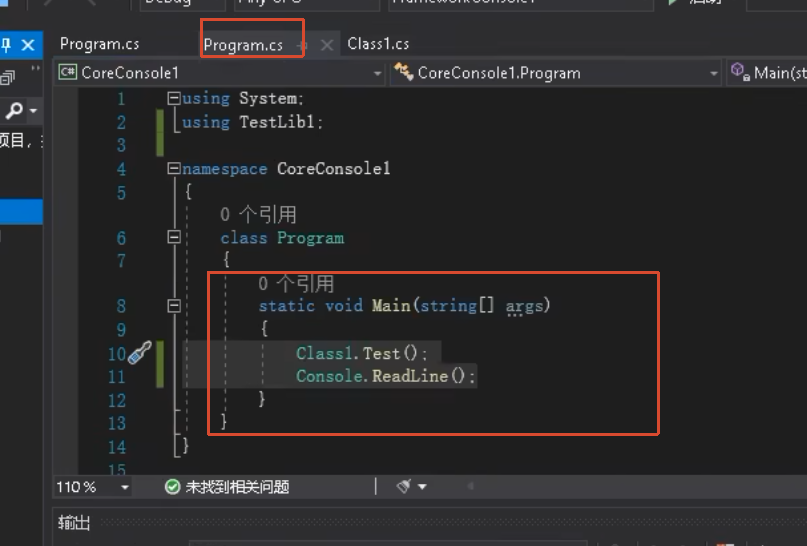 Debug
Program.cs Program.cs Class1.cs
C# CoreConsole1 CoreConsole1.Program Main(st
项目,
1 using System;
2 using TestLib1;
3
4 namespace CoreConsole1
5 {
0 个引用
6 class Program
7 {
0 个引用
8 static void Main(string[] args)
9 {
10 Class1.Test();
11 Console.ReadLine();
12 }
13 }
14 }
15
110 % 未找到相关问题
输出